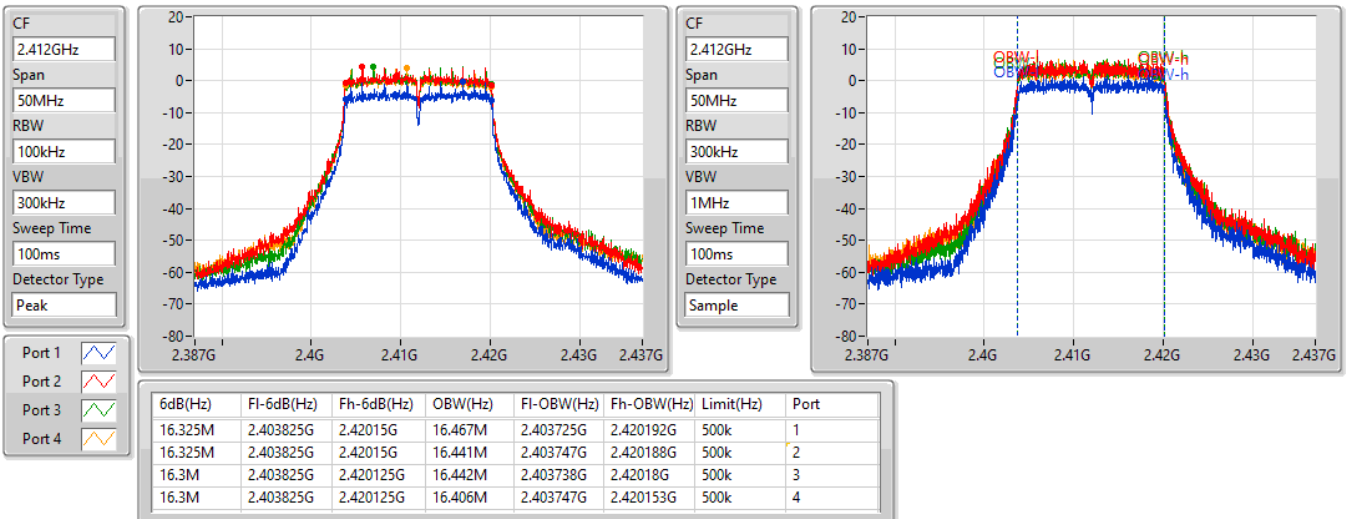 CF
2.412GHz
Span
50MHz
RBW
100kHz
VBW
300kHz
Sweep Time
100ms
Detector Type
Peak
20
10
0
-10
-20
-30
-40
-50
-60
-70
-80
2.387G 2.4G 2.41G 2.42G 2.43G 2.437G
CF
2.412GHz
Span
50MHz
RBW
300kHz
VBW
1MHz
Sweep Time
100ms
Detector Type
Sample
20
10
0
-10
-20
-30
-40
-50
-60
-70
-80
OBW-h
2.387G 2.4G 2.41G 2.42G 2.43G 2.437G
Port 1
Port 2
Port 3
Port 4
6dB(Hz) Fl-6dB(Hz) Fh-6dB(Hz) OBW(Hz) Fl-OBW(Hz) Fh-OBW(Hz) Limit(Hz) Port
16.325M 2.403825G 2.42015G 16.467M 2.403725G 2.420192G 500k 1
16.325M 2.403825G 2.42015G 16.441M 2.403747G 2.420188G 500k 2
16.3M 2.403825G 2.420125G 16.442M 2.403738G 2.42018G 500k 3
16.3M 2.403825G 2.420125G 16.406M 2.403747G 2.420153G 500k 4